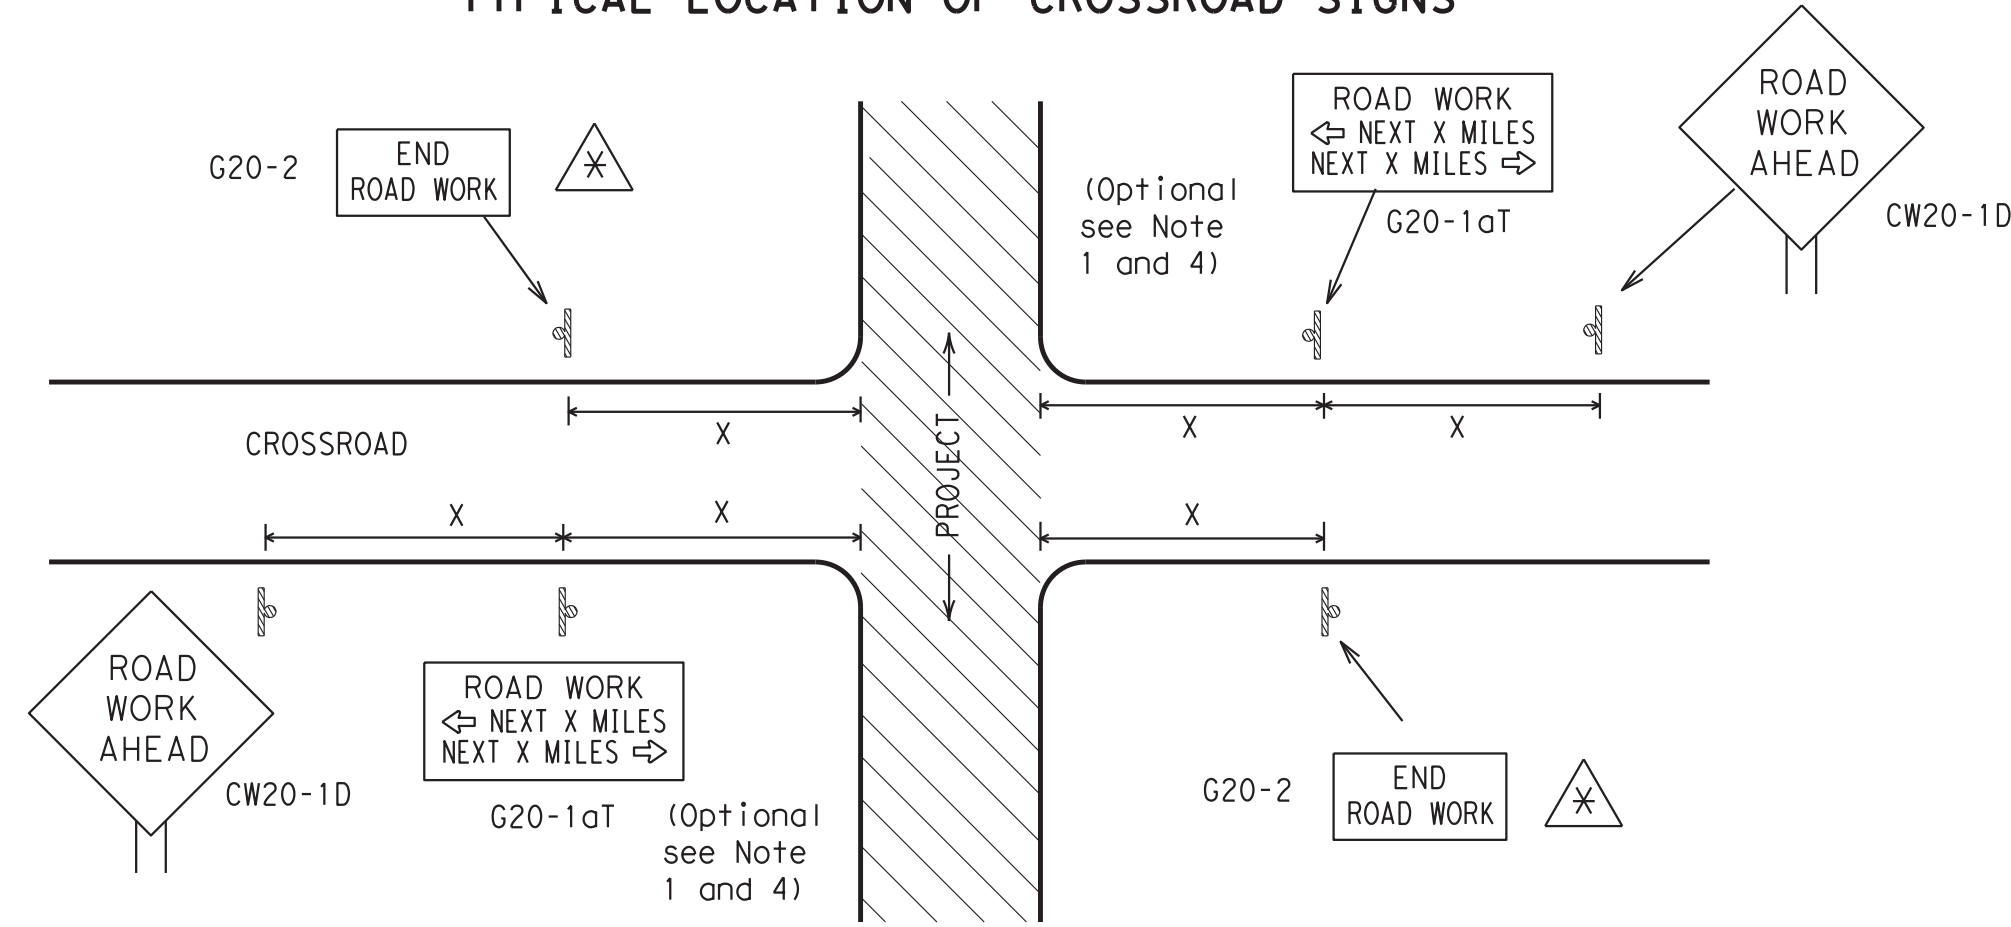 TYPICAL LOCATION OF CROSSROAD SIGNS
G20-2
END
ROAD WORK
*
(Optional
see Note
1 and 4)
ROAD WORK
⇦ NEXT X MILES
NEXT X MILES ⇨
G20-1aT
ROAD
WORK
AHEAD
CW20-1D
X
X
X
CROSSROAD
PROJECT
X
X
X
ROAD
WORK
AHEAD
CW20-1D
ROAD WORK
⇦ NEXT X MILES
NEXT X MILES ⇨
G20-1aT
(Optional
see Note
1 and 4)
G20-2
END
ROAD WORK
*